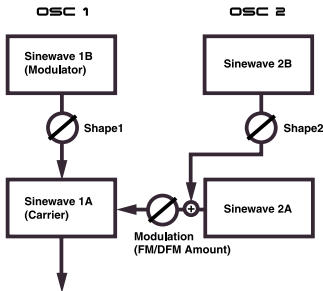 OSC 1
OSC 2
Sinewave 1B
(Modulator)
Sinewave 2B
Shape1
Shape2
Sinewave 1A
(Carrier)
Sinewave 2A
Modulation
(FM/DFM Amount)